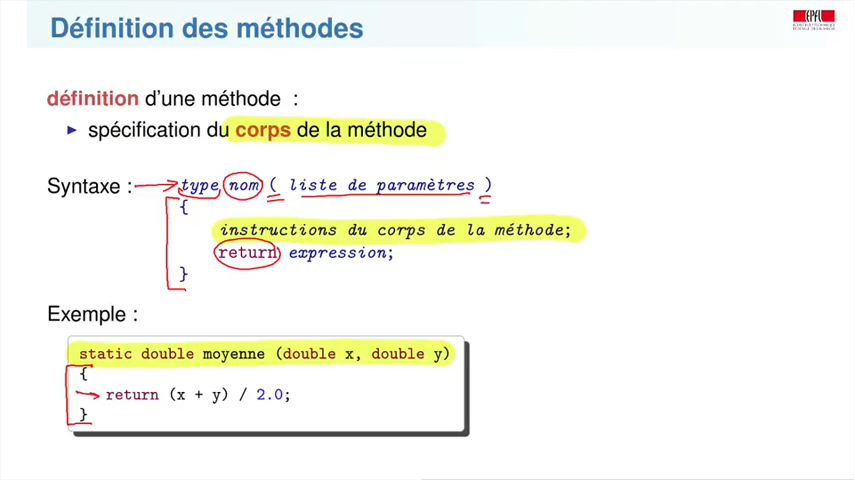 Définition des méthodes
EPFL
définition d'une méthode :
spécification du corps de la méthode
Syntaxe : type nom ( liste de paramètres )
{
instructions du corps de la méthode;
return expression;
}
Exemple :
static double moyenne (double x, double y)
{
return (x + y) / 2.0;
}